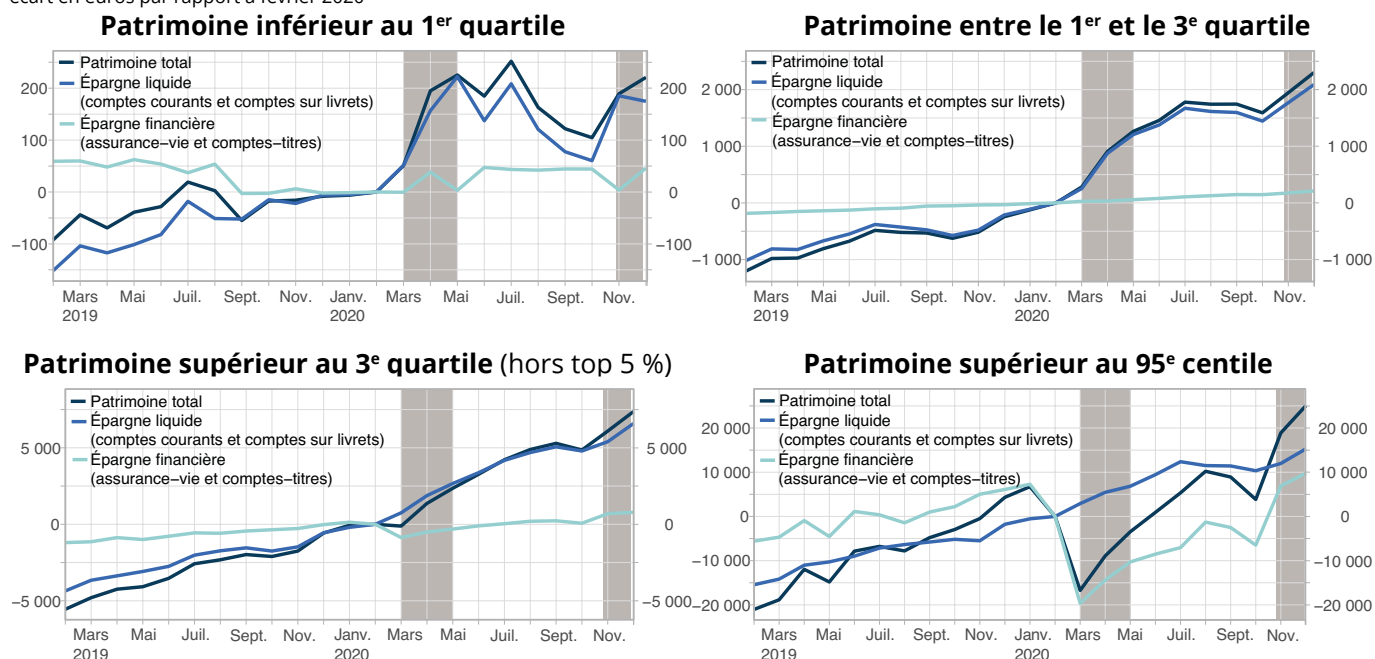 écart en euros par rapport à février 2020
Patrimoine inférieur au 1er quartile
Patrimoine total
Épargne liquide
(comptes courants et comptes sur livrets)
Épargne financière
(assurance–vie et comptes–titres)
200
100
0
−100
200
100
0
−100
Mars Mai Juil. Sept. Nov. Janv. Mars Mai Juil. Sept. Nov.
2019 2020
Patrimoine entre le 1er et le 3e quartile
Patrimoine total
Épargne liquide
(comptes courants et comptes sur livrets)
Épargne financière
(assurance–vie et comptes–titres)
2 000
1 000
0
−1 000
2 000
1 000
0
−1 000
Mars Mai Juil. Sept. Nov. Janv. Mars Mai Juil. Sept. Nov.
2019 2020
Patrimoine supérieur au 3e quartile (hors top 5 %)
Patrimoine total
Épargne liquide
(comptes courants et comptes sur livrets)
Épargne financière
(assurance–vie et comptes–titres)
5 000
0
−5 000
5 000
0
−5 000
Mars Mai Juil. Sept. Nov. Janv. Mars Mai Juil. Sept. Nov.
2019 2020
Patrimoine supérieur au 95e centile
Patrimoine total
Épargne liquide
(comptes courants et comptes sur livrets)
Épargne financière
(assurance–vie et comptes–titres)
20 000
10 000
0
−10 000
−20 000
20 000
10 000
0
−10 000
−20 000
Mars Mai Juil. Sept. Nov. Janv. Mars Mai Juil. Sept. Nov.
2019 2020